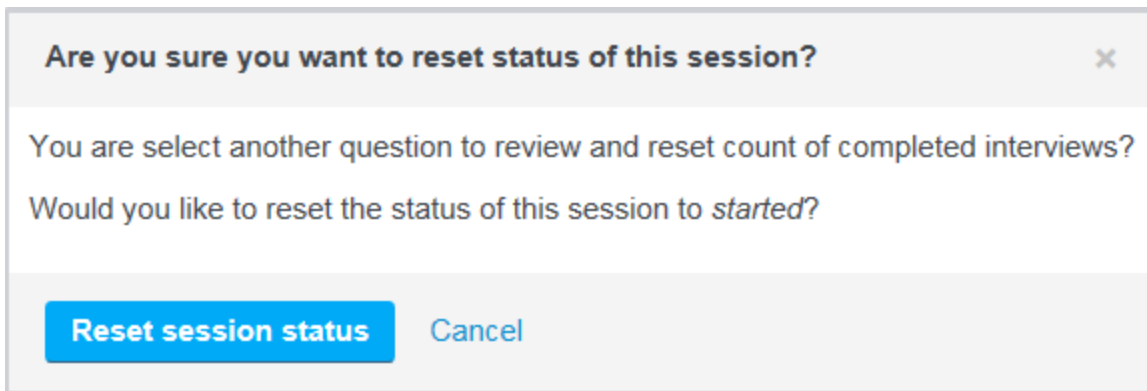 Are you sure you want to reset status of this session?
You are select another question to review and reset count of completed interviews?
Would you like to reset the status of this session to started?
Reset session status Cancel